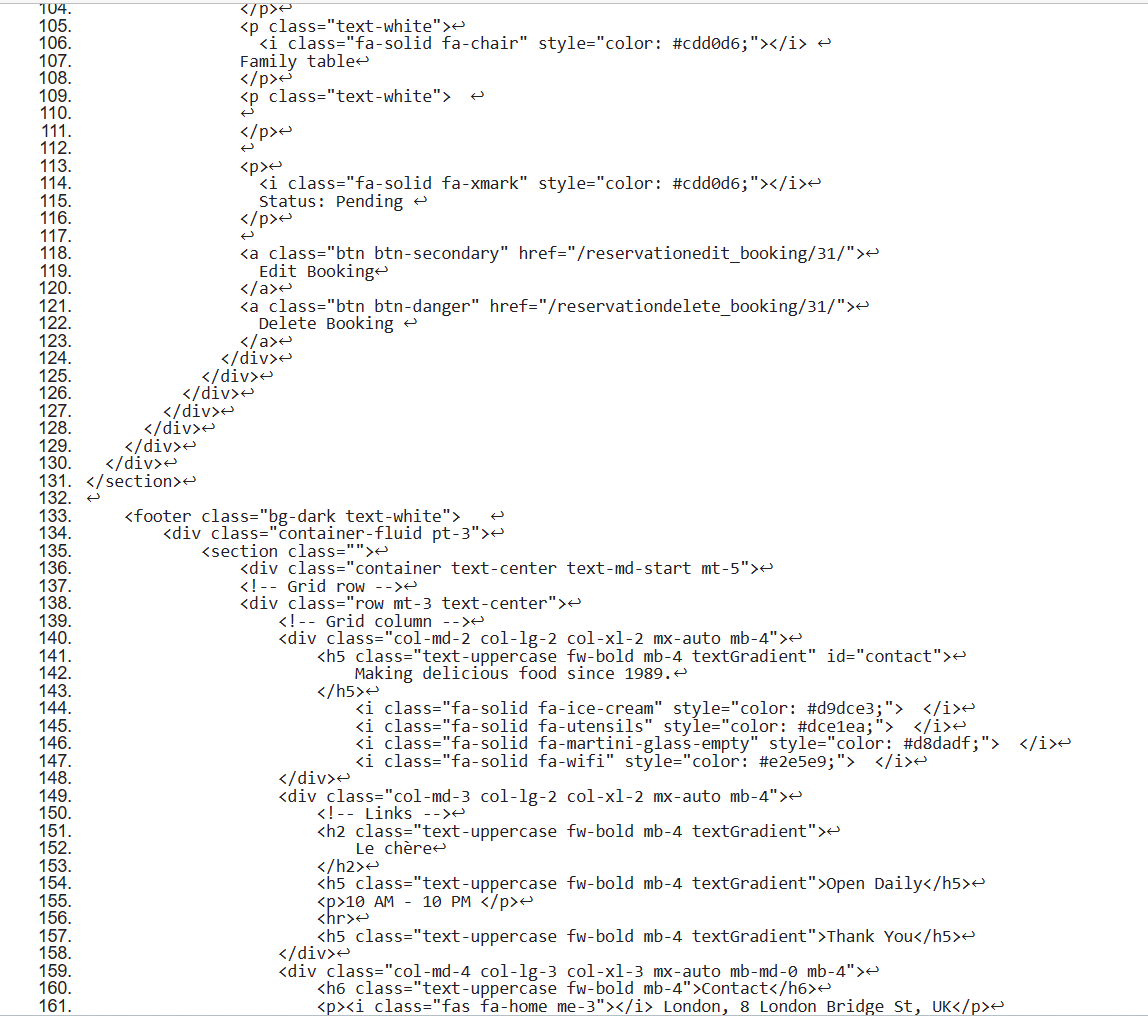 104. </p>↩
105. <p class="text-white">↩
106. <i class="fa-solid fa-chair" style="color: #cdd0d6;"></i> ↩
107. Family table↩
108. </p>↩
109. <p class="text-white"> ↩
110. ↩
111. </p>↩
112. ↩
113. <p>↩
114. <i class="fa-solid fa-xmark" style="color: #cdd0d6;"></i>↩
115. Status: Pending ↩
116. </p>↩
117. ↩
118. <a class="btn btn-secondary" href="/reservationedit_booking/31/">↩
119. Edit Booking↩
120. </a>↩
121. <a class="btn btn-danger" href="/reservationdelete_booking/31/">↩
122. Delete Booking ↩
123. </a>↩
124. </div>↩
125. </div>↩
126. </div>↩
127. </div>↩
128. </div>↩
129. </div>↩
130. </div>↩
131. </section>↩
132. ↩
133. <footer class="bg-dark text-white"> ↩
134. <div class="container-fluid pt-3">↩
135. <section class="">↩
136. <div class="container text-center text-md-start mt-5">↩
137. <!-- Grid row -->↩
138. <div class="row mt-3 text-center">↩
139. <!-- Grid column -->↩
140. <div class="col-md-2 col-lg-2 col-xl-2 mx-auto mb-4">↩
141. <h5 class="text-uppercase fw-bold mb-4 textGradient" id="contact">↩
142. Making delicious food since 1989.↩
143. </h5>↩
144. <i class="fa-solid fa-ice-cream" style="color: #d9dce3;"> </i>↩
145. <i class="fa-solid fa-utensils" style="color: #dce1ea;"> </i>↩
146. <i class="fa-solid fa-martini-glass-empty" style="color: #d8dadf;"> </i>↩
147. <i class="fa-solid fa-wifi" style="color: #e2e5e9;"> </i>↩
148. </div>↩
149. <div class="col-md-3 col-lg-2 col-xl-2 mx-auto mb-4">↩
150. <!-- Links -->↩
151. <h2 class="text-uppercase fw-bold mb-4 textGradient">↩
152. Le chère↩
153. </h2>↩
154. <h5 class="text-uppercase fw-bold mb-4 textGradient">Open Daily</h5>↩
155. <p>10 AM - 10 PM </p>↩
156. <hr>↩
157. <h5 class="text-uppercase fw-bold mb-4 textGradient">Thank You</h5>↩
158. </div>↩
159. <div class="col-md-4 col-lg-3 col-xl-3 mx-auto mb-md-0 mb-4">↩
160. <h6 class="text-uppercase fw-bold mb-4">Contact</h6>↩
161. <p><i class="fas fa-home me-3"></i> London, 8 London Bridge St, UK</p>↩